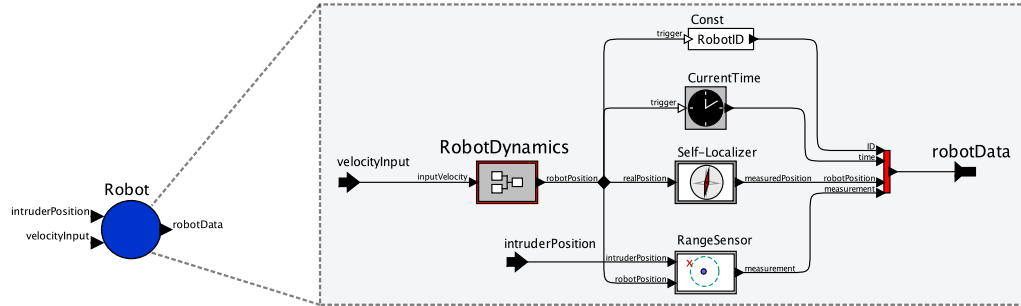 Const
trigger
RobotID
CurrentTime
trigger
RobotDynamics
Self-Localizer
ID
time
robotData
velocityInput
inputVelocity
robotPosition
realPosition
measuredPosition
robotPosition
measurement
Robot
intruderPosition
robotData
velocityInput
intruderPosition
RangeSensor
intruderPosition
measurement
robotPosition
X